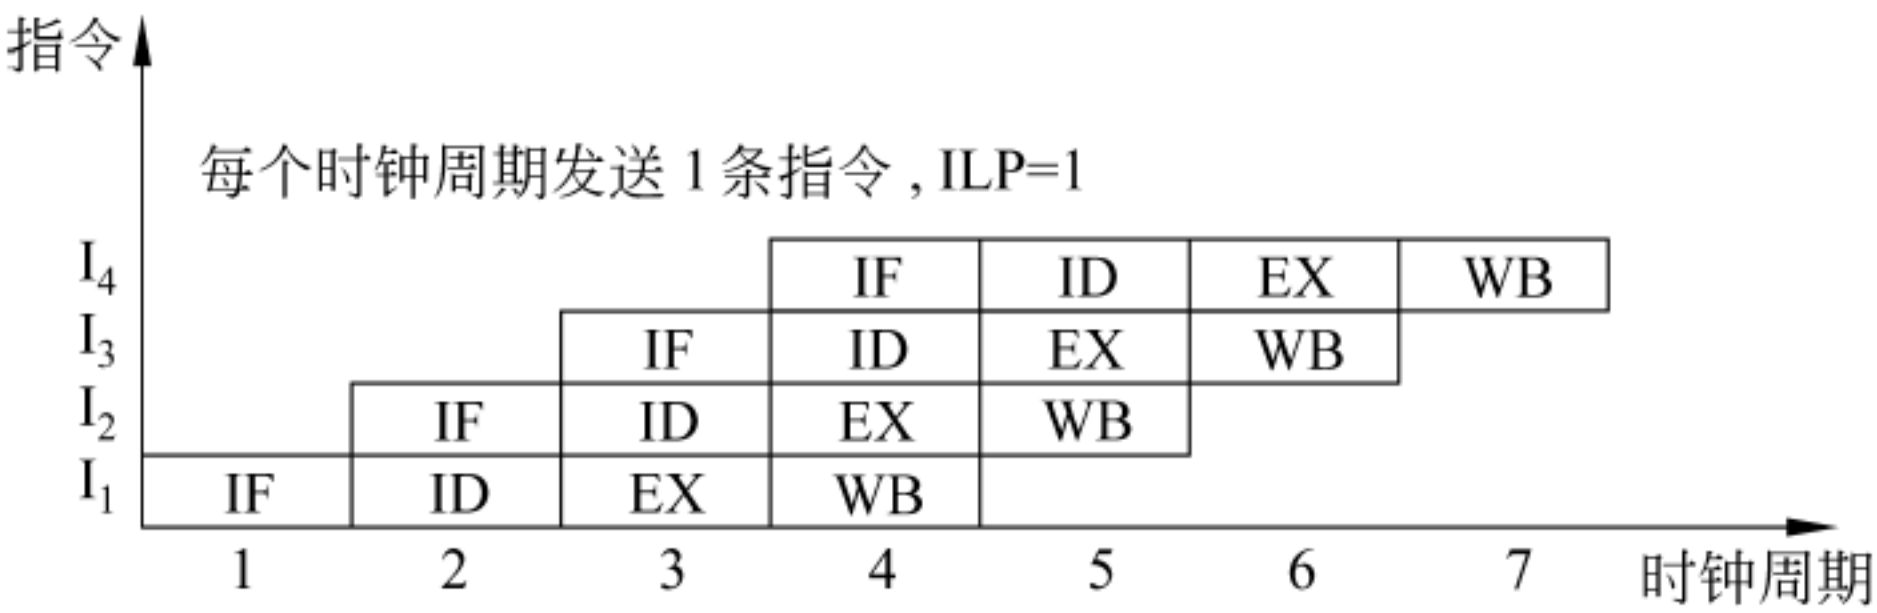 指令
每个时钟周期发送 1 条指令 , ILP=1
I4 IF ID EX WB
I3 IF ID EX WB
I2 IF ID EX WB
I1 IF ID EX WB
1 2 3 4 5 6 7 时钟周期